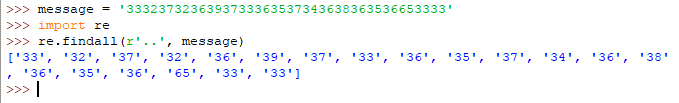 >>> message = '3332373236393733363537343638363536653333'
>>> import re
>>> re.findall(r'..', message)
['33', '32', '37', '32', '36', '39', '37', '33', '36', '35', '37', '34', '36', '38'
, '36', '35', '36', '65', '33', '33']
>>>